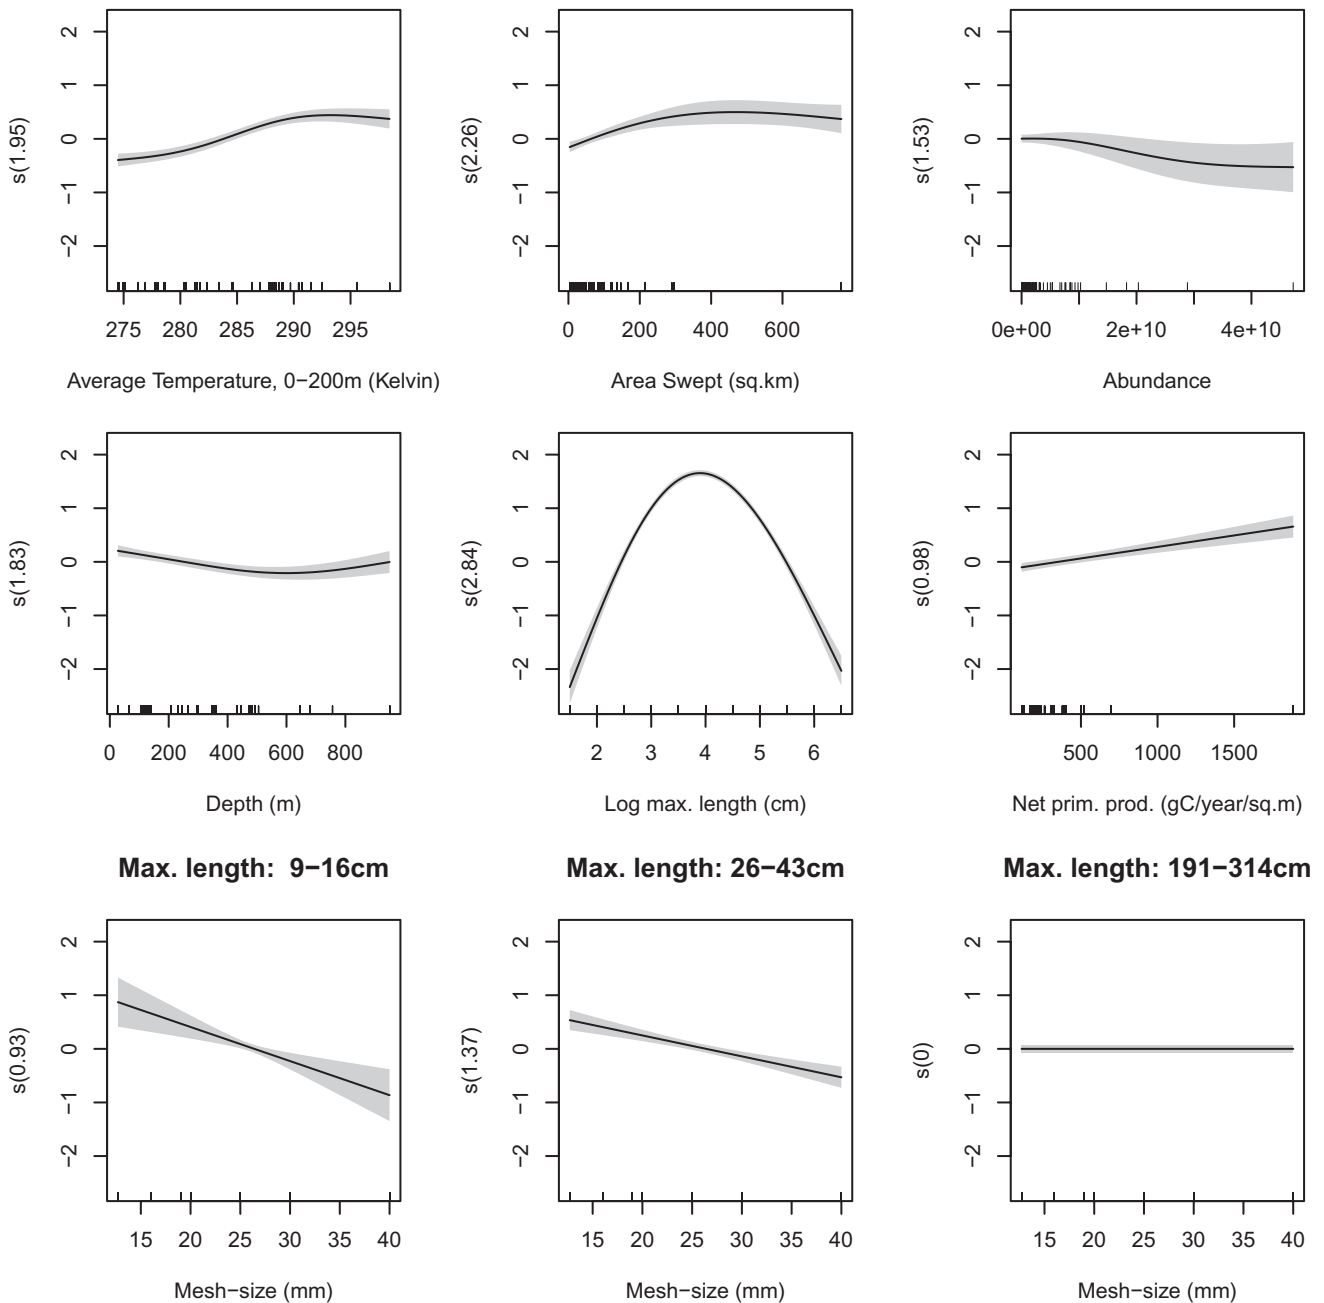 2 2 2
1 1 1
s(1.95) 0 s(2.26) 0 s(1.53) 0
−1 −1 −1
−2 −2 −2
275 280 285 290 295 0 200 400 600 0e+00 2e+10 4e+10
Average Temperature, 0−200m (Kelvin) Area Swept (sq.km) Abundance
2 2 2
1 1 1
s(1.83) 0 s(2.84) 0 s(0.98) 0
−1 −1 −1
−2 −2 −2
0 200 400 600 800 2 3 4 5 6 500 1000 1500
Depth (m) Log max. length (cm) Net prim. prod. (gC/year/sq.m)
Max. length:  9−16cm Max. length: 26−43cm Max. length: 191−314cm
2 2 2
1 1 1
s(0.93) 0 s(1.37) 0 s(0) 0
−1 −1 −1
−2 −2 −2
15 20 25 30 35 40 15 20 25 30 35 40 15 20 25 30 35 40
Mesh−size (mm) Mesh−size (mm) Mesh−size (mm)